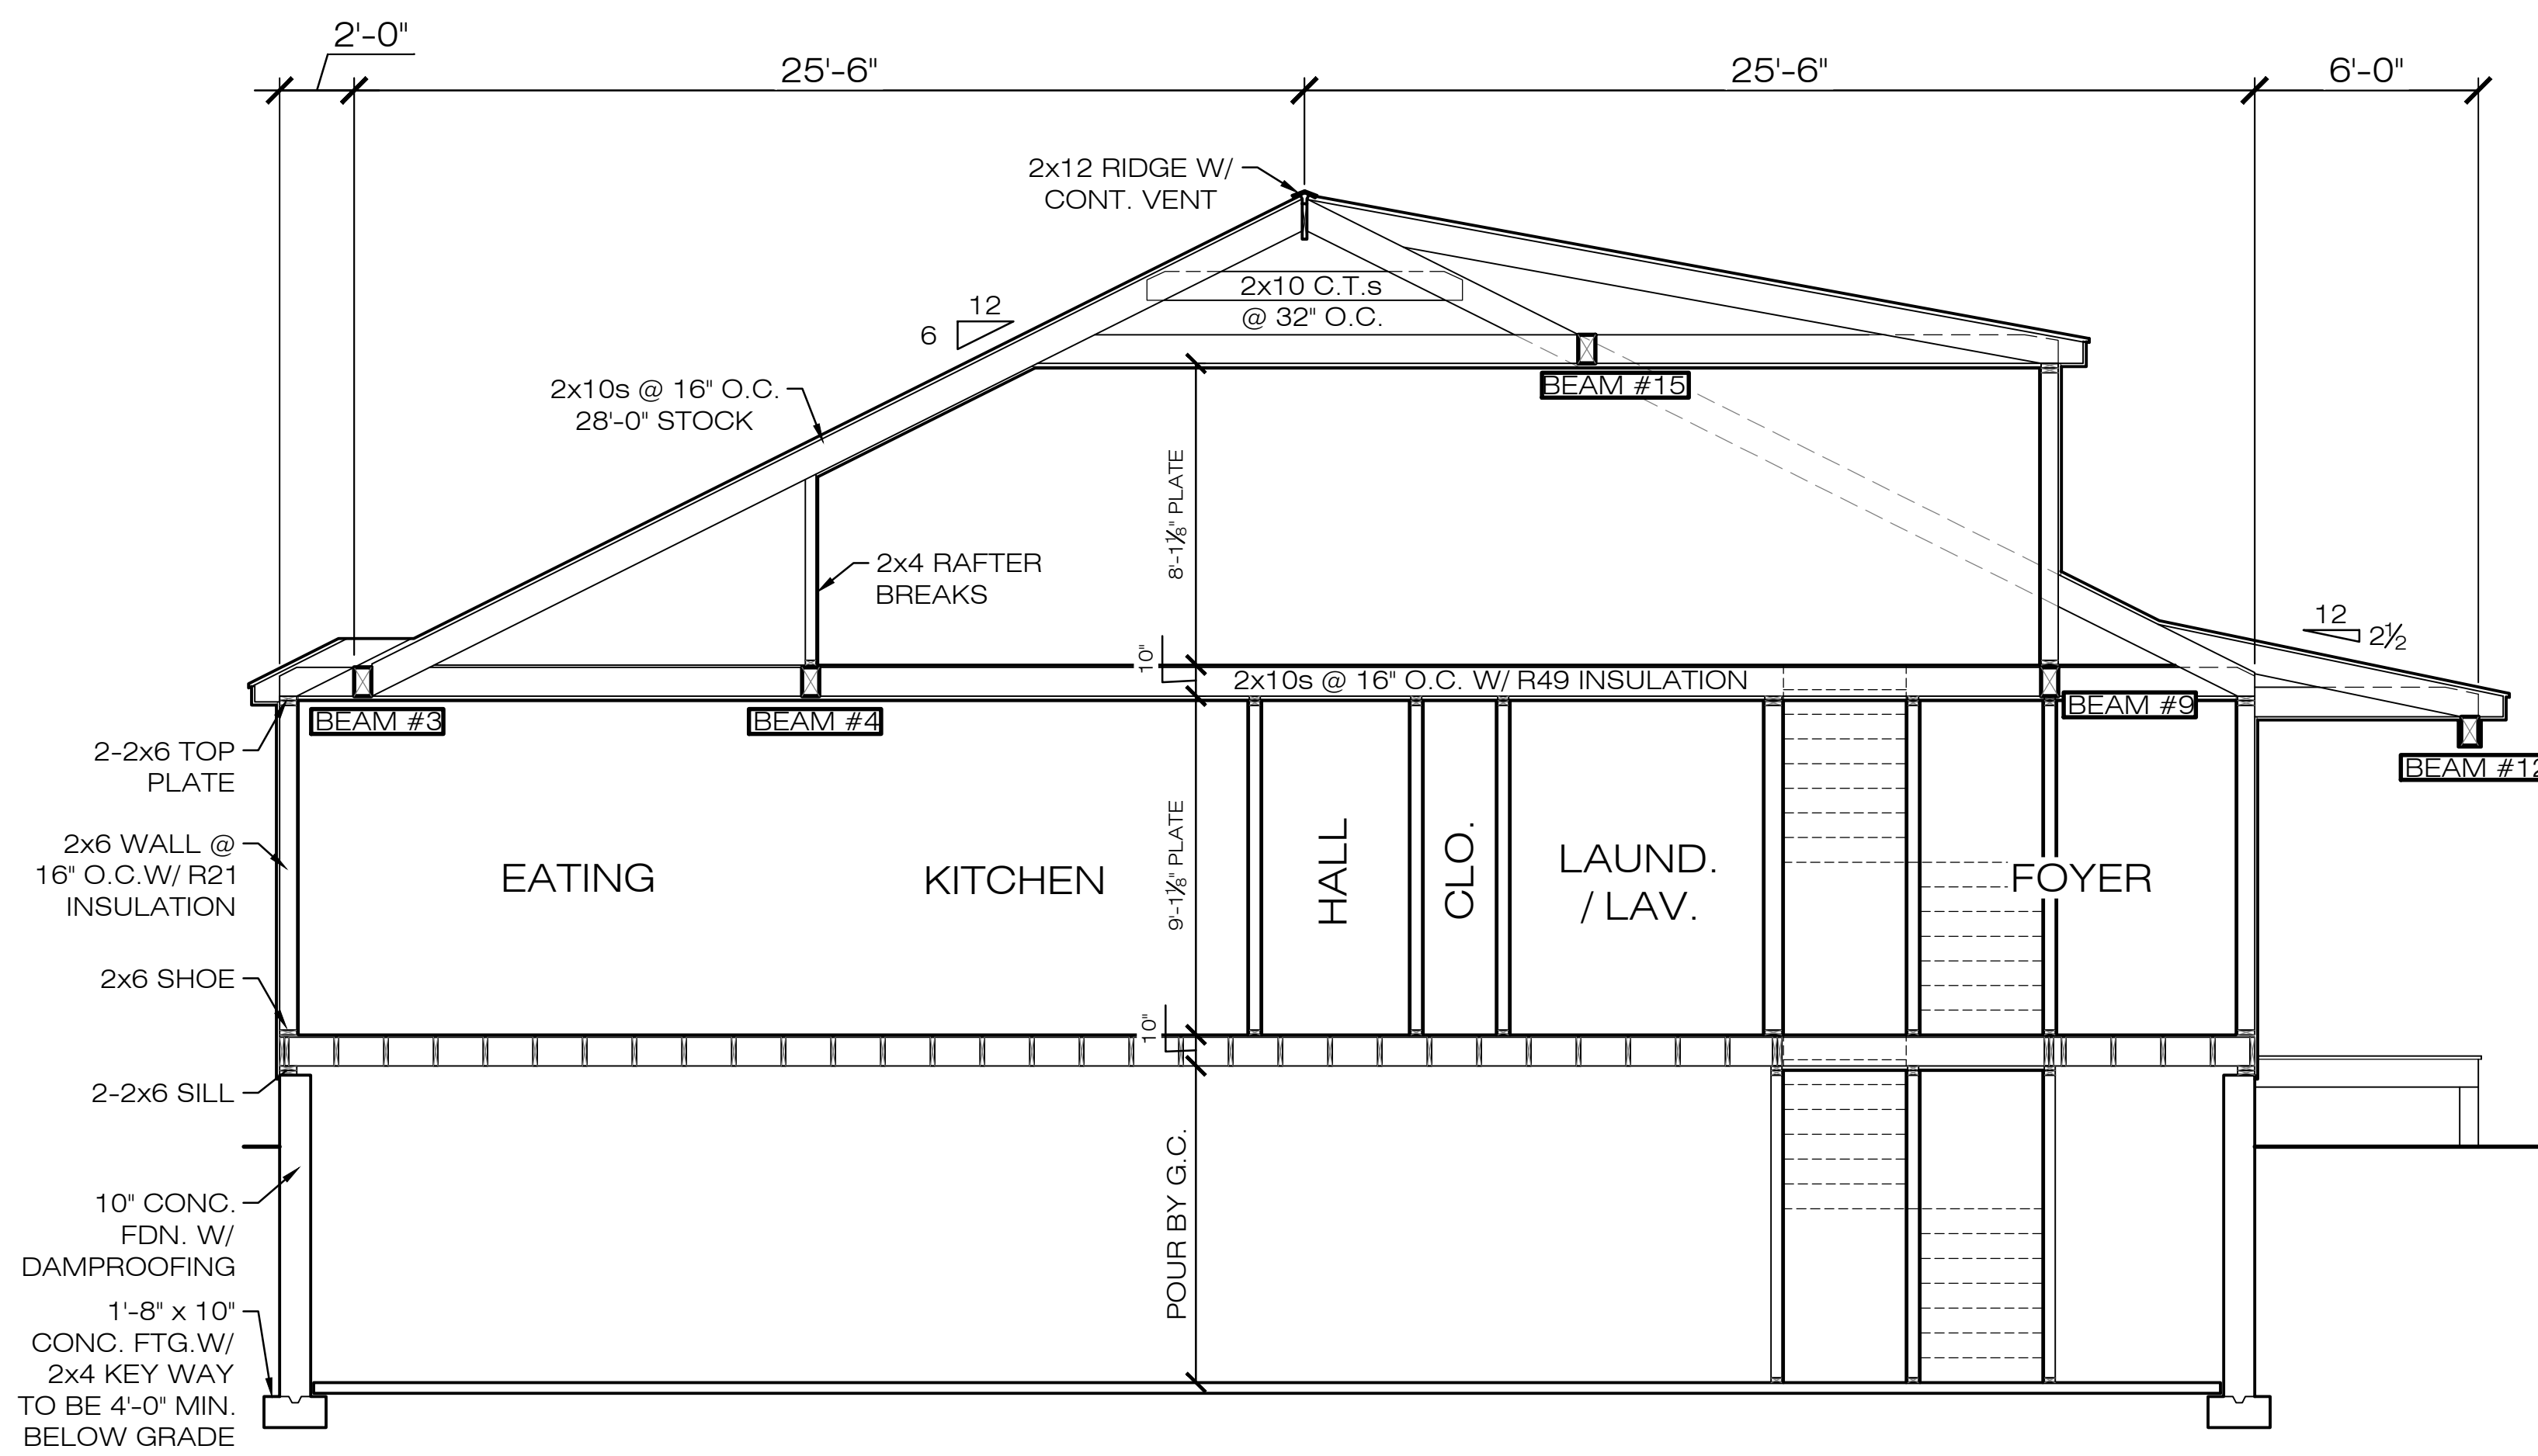 2'-0"
25'-6"
25'-6"
6'-0"
2x12 RIDGE W/
CONT. VENT
2x10 C.T.s
@ 32" O.C.
12
6
2x10s @ 16" O.C.
28'-0" STOCK
BEAM #15
8'-1⅛" PLATE
2x4 RAFTER
BREAKS
12
2½
10"
2x10s @ 16" O.C. W/ R49 INSULATION
BEAM #3
BEAM #4
BEAM #9
BEAM #12
2-2x6 TOP
PLATE
2x6 WALL @
16" O.C.W/ R21
INSULATION
EATING
KITCHEN
9'-1⅛" PLATE
HALL
CLO.
LAUND.
/ LAV.
FOYER
2x6 SHOE
10"
2-2x6 SILL
POUR BY G.C.
10" CONC.
FDN. W/
DAMPROOFING
1'-8" x 10"
CONC. FTG.W/
2x4 KEY WAY
TO BE 4'-0" MIN.
BELOW GRADE